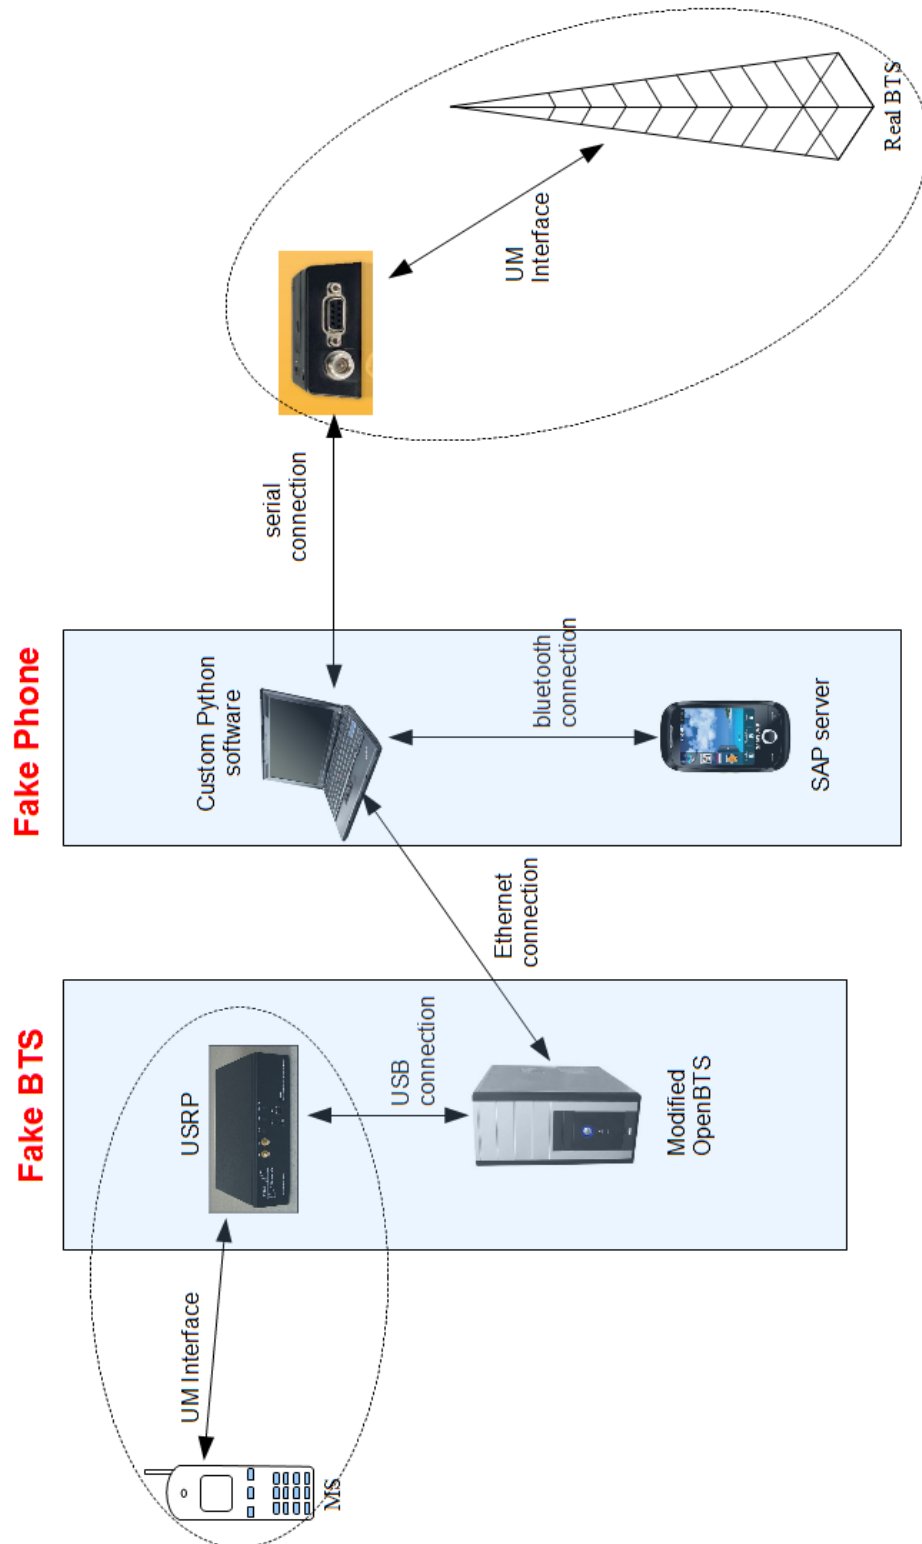 Fake BTS
Fake Phone
MS
UM Interface
USRP
USB
connection
Modified
OpenBTS
Ethernet
connection
Custom Python
software
bluetooth
connection
SAP server
serial
connection
UM
Interface
Real BTS